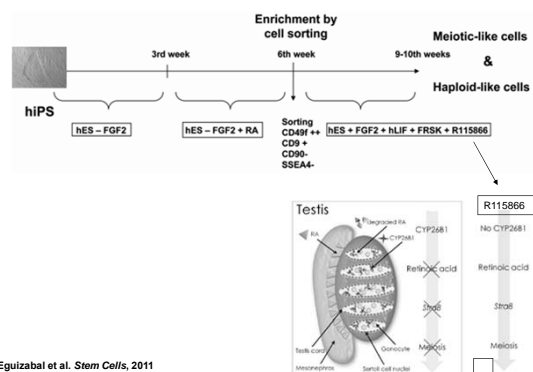 Enrichment by
cell sorting
Meiotic-like cells
&
Haploid-like cells
3rd week
6th week
9-10th weeks
hiPS
hES – FGF2
hES – FGF2 + RA
Sorting
CD49f ++
CD9 +
CD90-
SSEA4-
hES + FGF2 + hLIF + FRSK + R115866
R115866
Testis
Degraded RA
CYP26B1
RA
CYP26B1
No CYP26B1
Retinoic acid
Retinoic acid
Stra8
Stra8
Meiosis
Meiosis
Testis cord
Gonocyte
Mesonephros
Sertoli cell nuclei
Eguizabal et al. Stem Cells, 2011